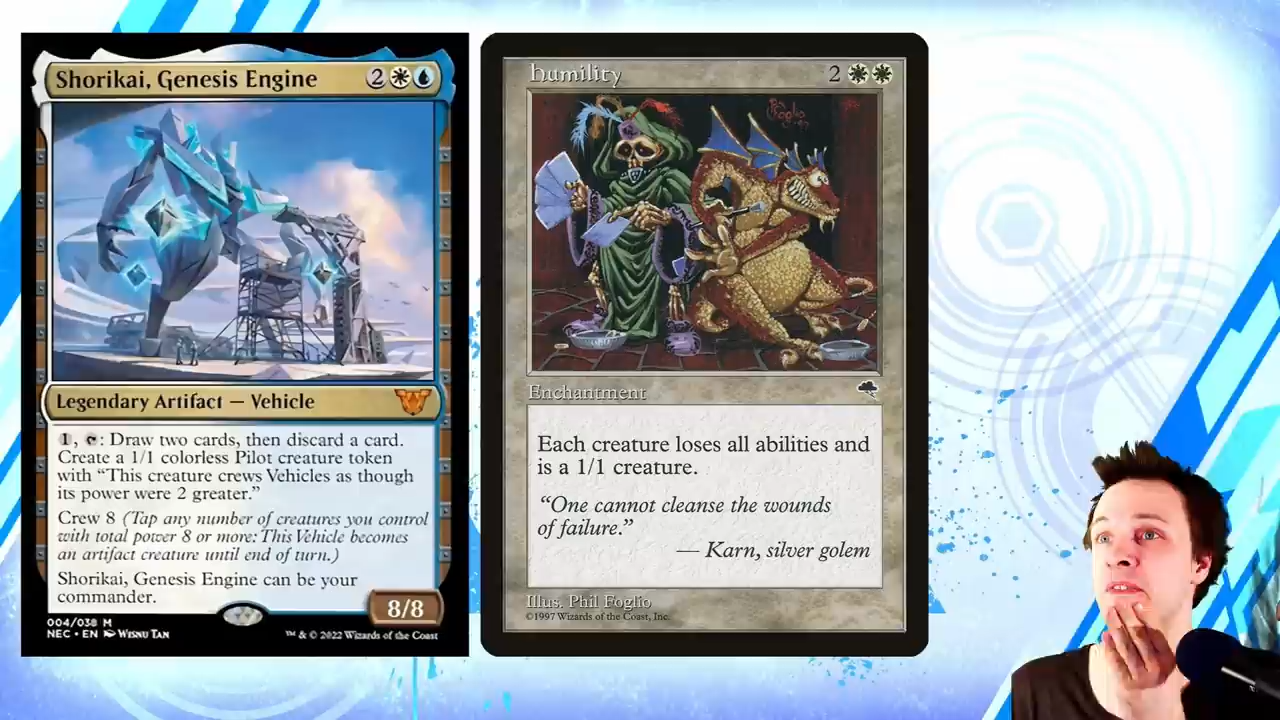 Shorikai, Genesis Engine 2
Legendary Artifact — Vehicle
1, : Draw two cards, then discard a card.
Create a 1/1 colorless Pilot creature token
with “This creature crews Vehicles as though
its power were 2 greater.”
Crew 8 (Tap any number of creatures you control
with total power 8 or more: This Vehicle becomes
an artifact creature until end of turn.)
Shorikai, Genesis Engine can be your
commander.
8/8
004/038 M
NEC • EN Wisnu Tan
™ & © 2022 Wizards of the Coast
Humility 2
Phil
Foglio
Enchantment
Each creature loses all abilities and
is a 1/1 creature.
“One cannot cleanse the wounds
of failure.”
— Karn, silver golem
Illus. Phil Foglio
©1997 Wizards of the Coast, Inc.